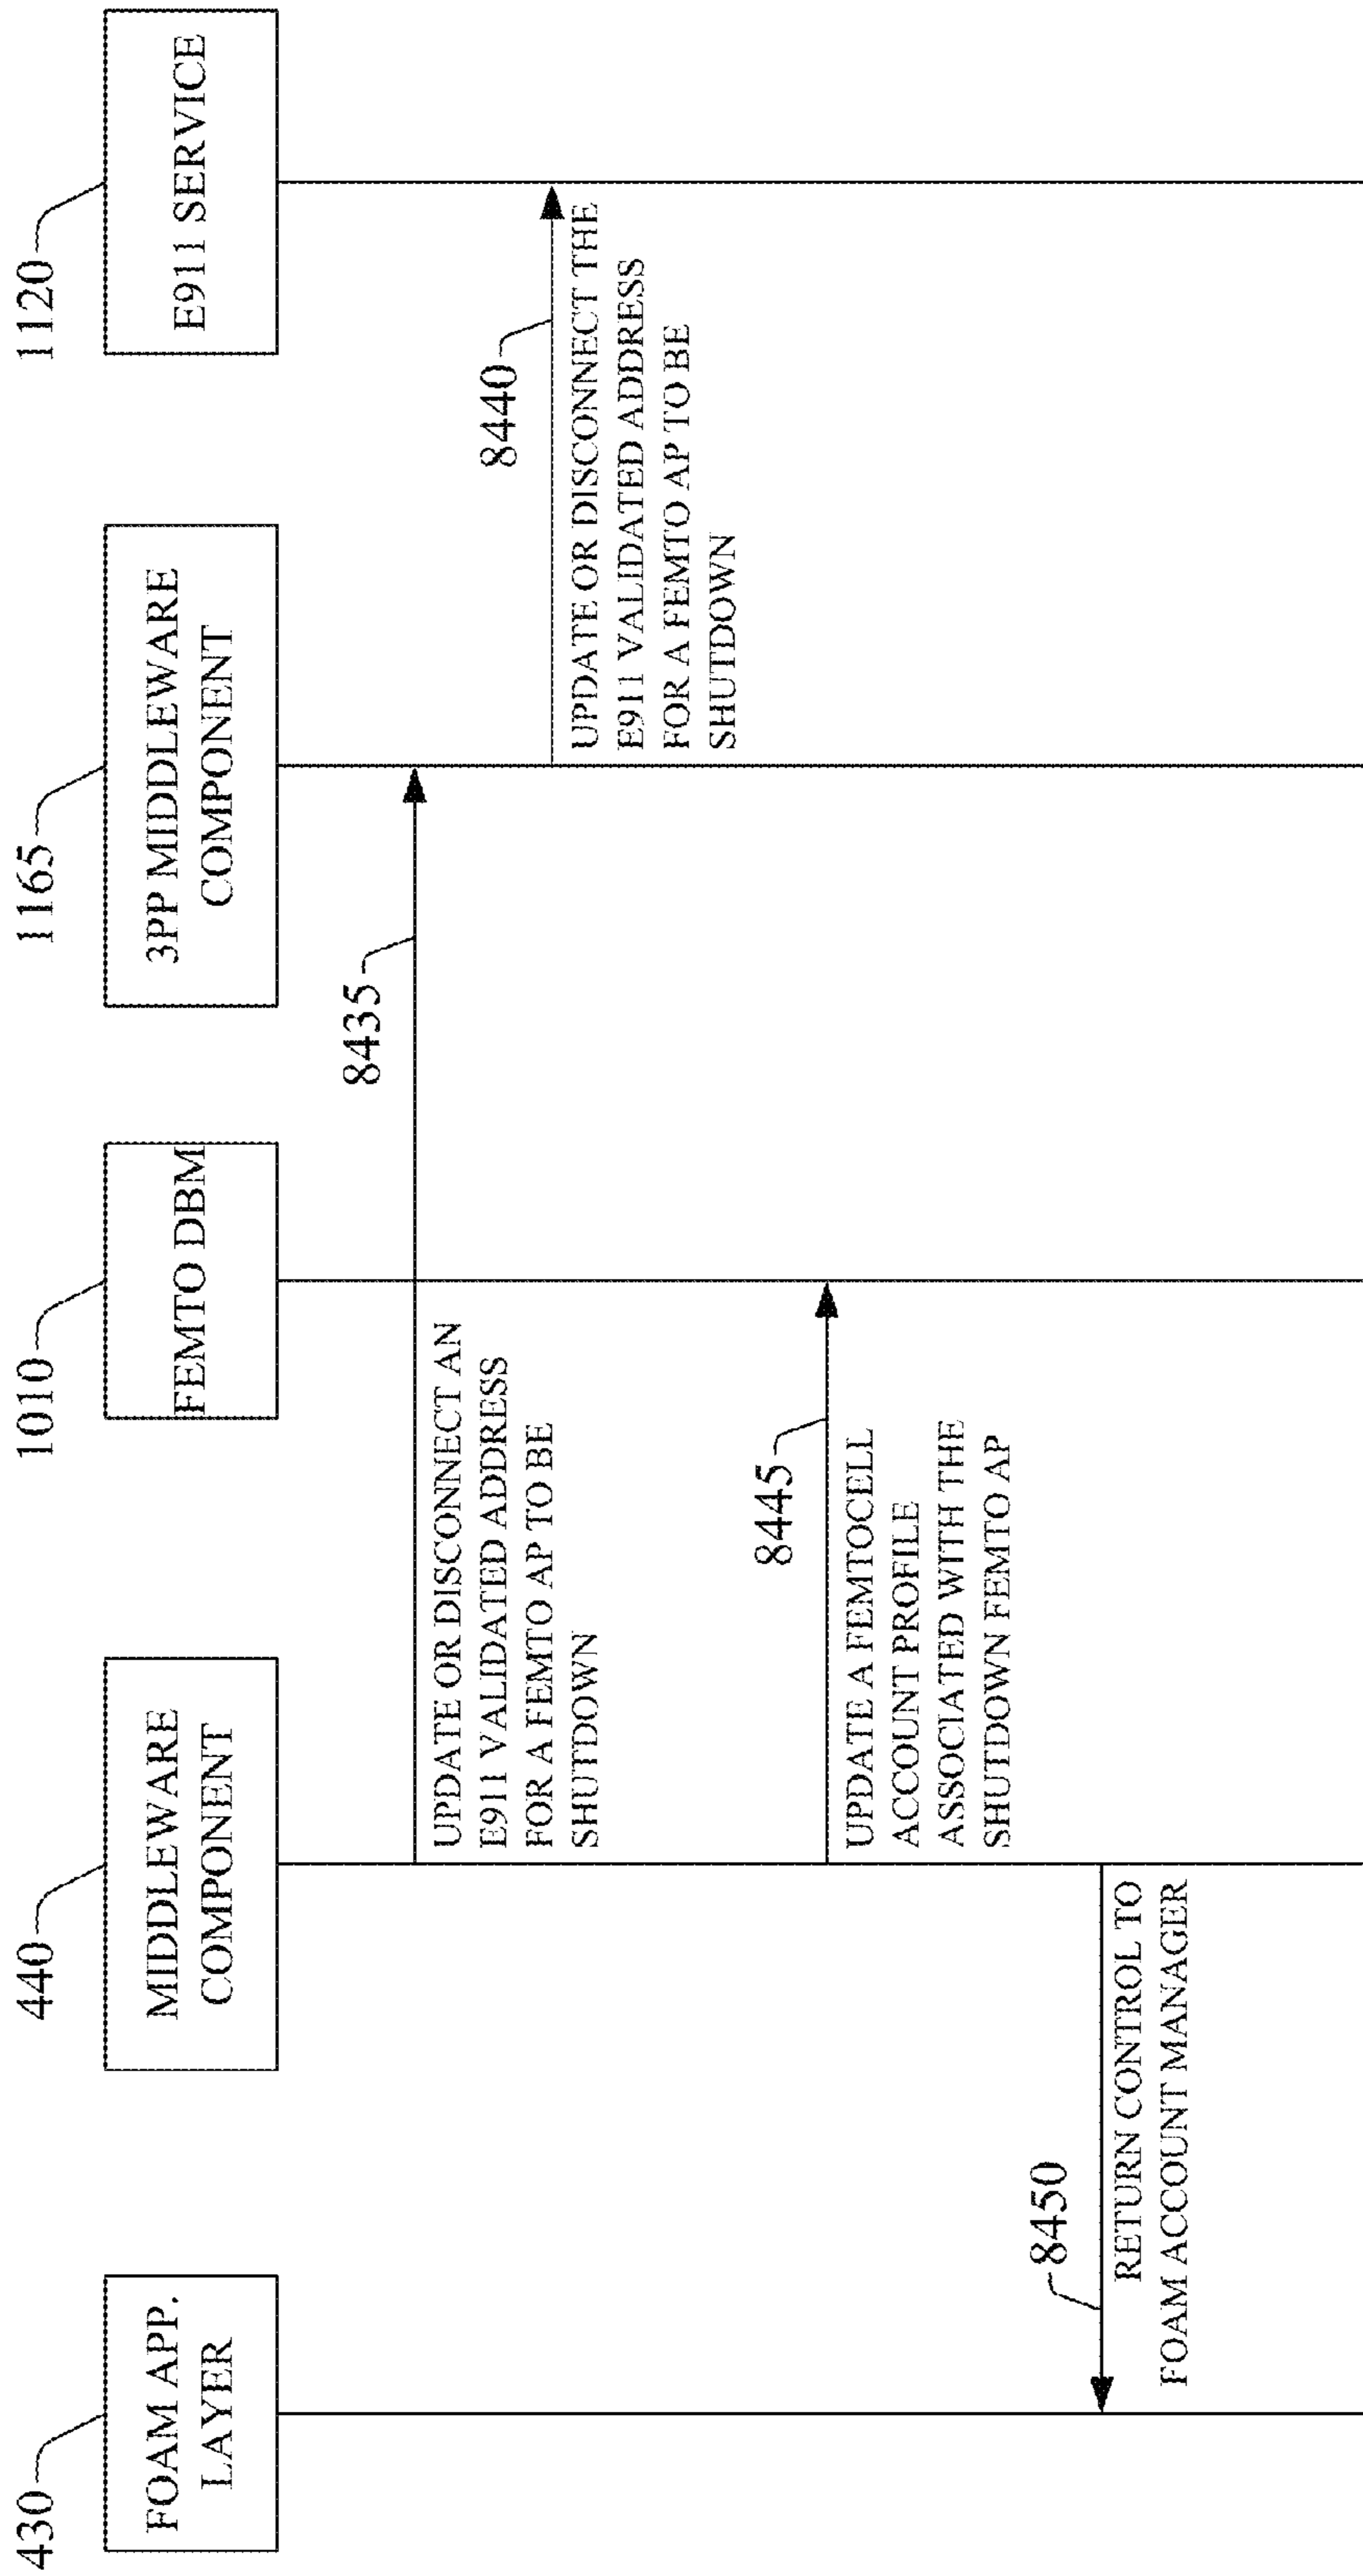 430
FOAM APP.
LAYER
440
MIDDLEWARE
COMPONENT
1010
FEMTO DBM
1165
3PP MIDDLEWARE
COMPONENT
1120
E911 SERVICE
8435
UPDATE OR DISCONNECT AN
E911 VALIDATED ADDRESS
FOR A FEMTO AP TO BE
SHUTDOWN
8440
UPDATE OR DISCONNECT THE
E911 VALIDATED ADDRESS
FOR A FEMTO AP TO BE
SHUTDOWN
8445
UPDATE A FEMTOCELL
ACCOUNT PROFILE
ASSOCIATED WITH THE
SHUTDOWN FEMTO AP
8450
RETURN CONTROL TO
FOAM ACCOUNT MANAGER